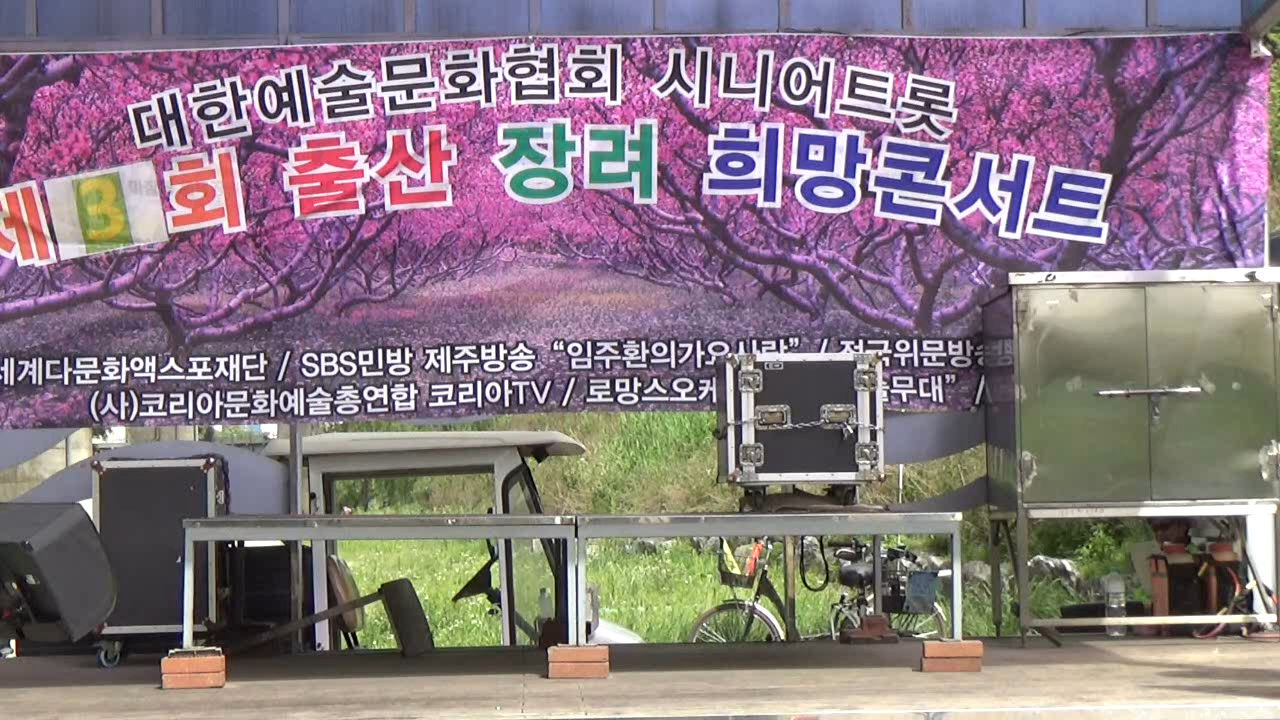 대한예술문화협회 시니어트롯
제3회 출산 장려 희망콘서트
세계다문화액스포재단 / SBS민방 제주방송 “임주환의가요사랑” / 전국위문방송
(사)코리아문화예술총연합 코리아TV / 로망스오케 무대” /